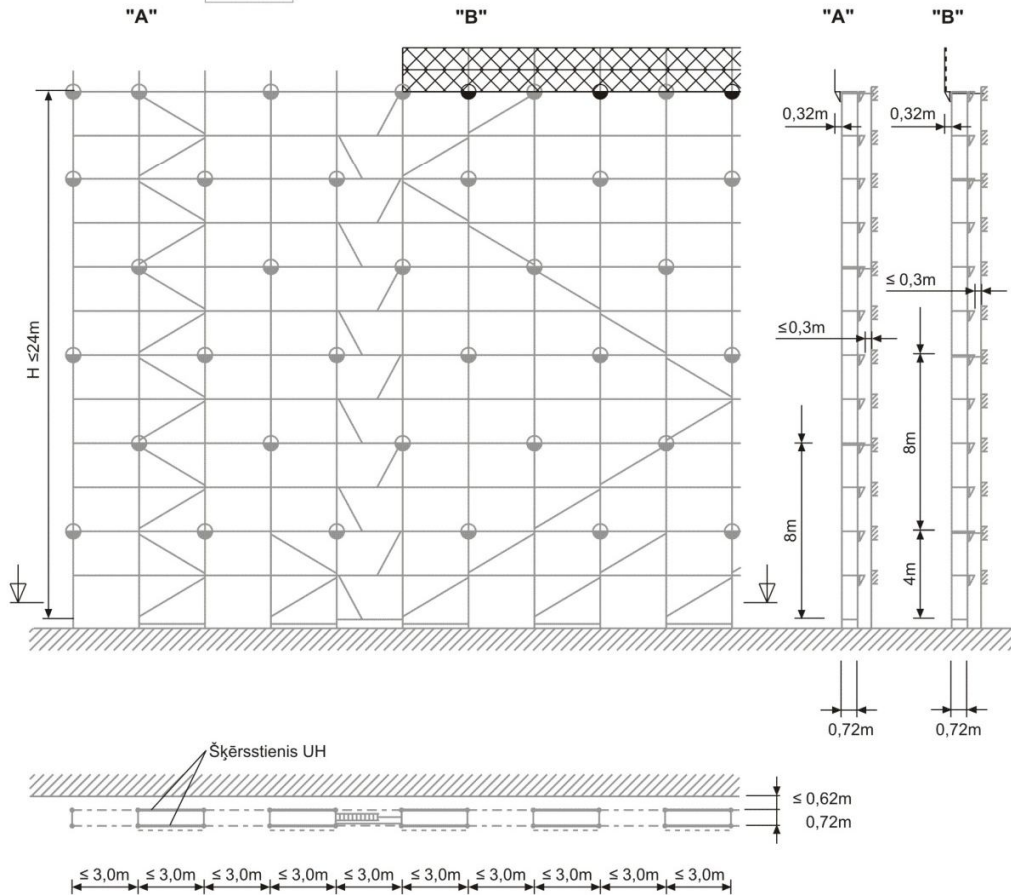 "A" "B" "A" "B"
0,32m 0,32m
≤ 0,3m
≤0,3m
H ≤24m
8m
8m
4m
0,72m 0,72m
Šķērsstienis UH
≤ 0,62m
0,72m
≤ 3,0m ≤ 3,0m ≤ 3,0m ≤ 3,0m ≤ 3,0m ≤ 3,0m ≤ 3,0m ≤ 3,0m ≤ 3,0m ≤ 3,0m